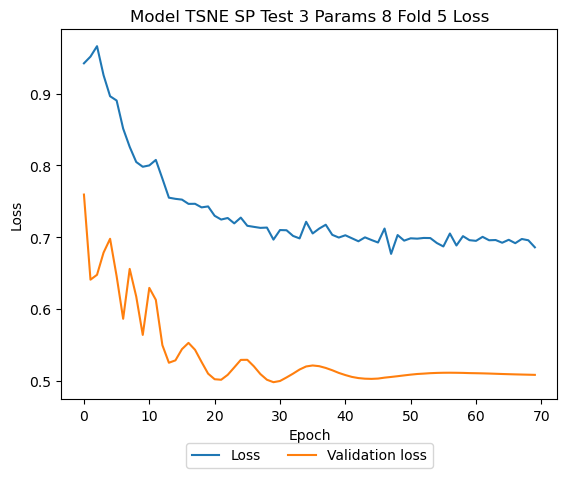 Model TSNE SP Test 3 Params 8 Fold 5 Loss
Loss
0.9
0.8
0.7
0.6
0.5
0 10 20 30 40 50 60 70
Epoch
Loss Validation loss